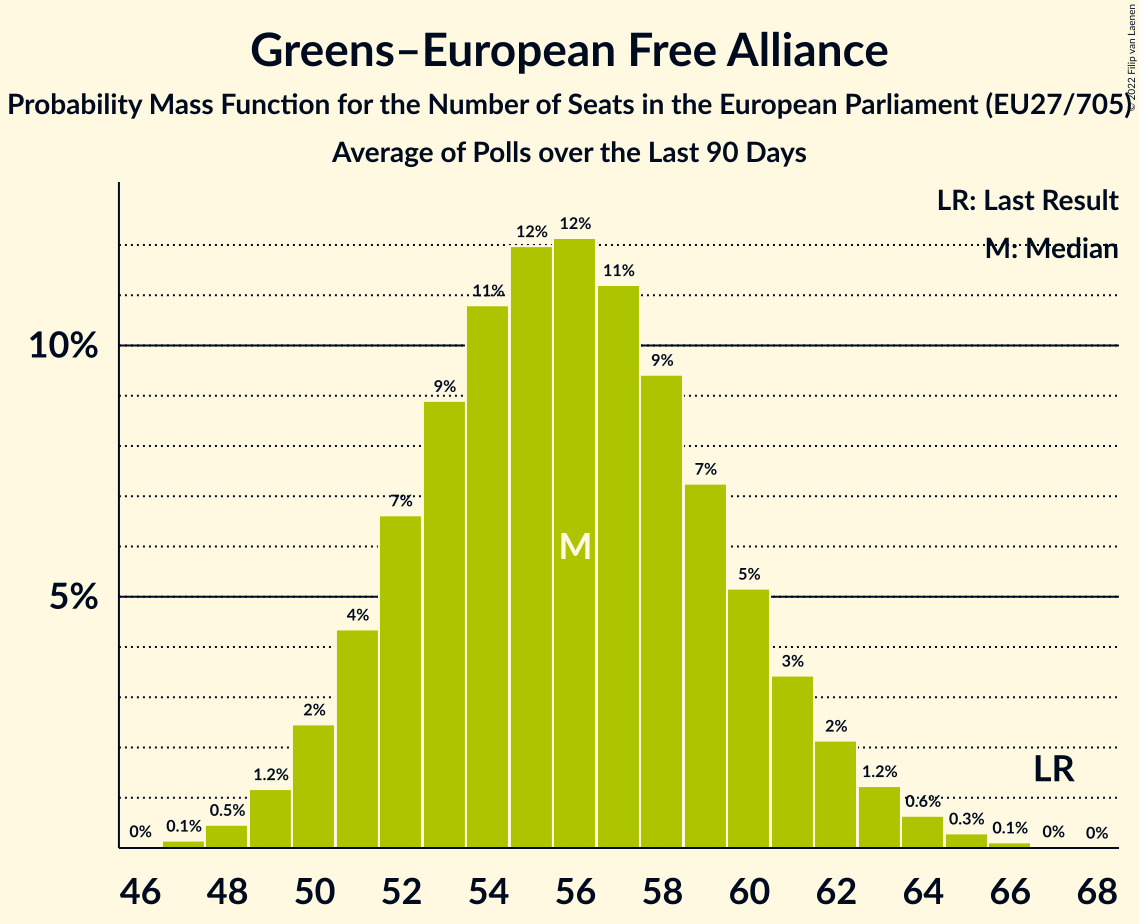 Greens–European Free Alliance
Probability Mass Function for the Number of Seats in the European Parliament (EU27/705)
Average of Polls over the Last 90 Days
© 2022 Filip van Laenen
LR: Last Result
M: Median
10%
5%
0%
0.1%
0.5%
1.2%
2%
4%
7%
9%
11%
12%
12%
11%
9%
7%
5%
3%
2%
1.2%
0.6%
0.3%
0.1%
0%
0%
M
LR
46 48 50 52 54 56 58 60 62 64 66 68